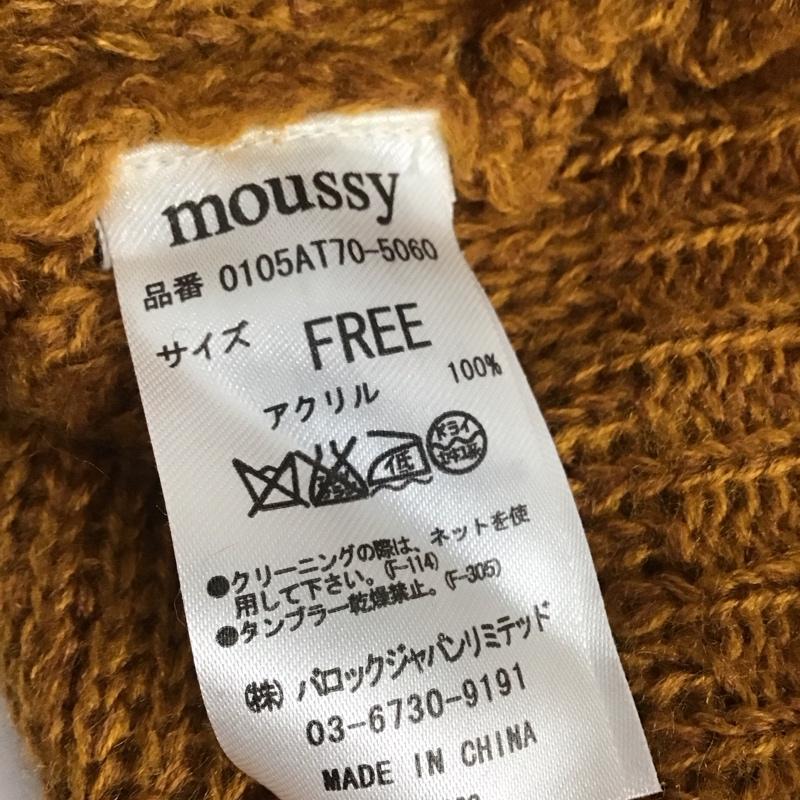 moussy
品番 0105AT70-5060
サイズ FREE
アクリル 100%
低 ドライ
●クリーニングの際は、ネットを使
用して下さい。(F-114)
●タンブラー乾燥禁止。(F-305)
(株) バロックジャパンリミテッド
03-6730-9191
MADE IN CHINA